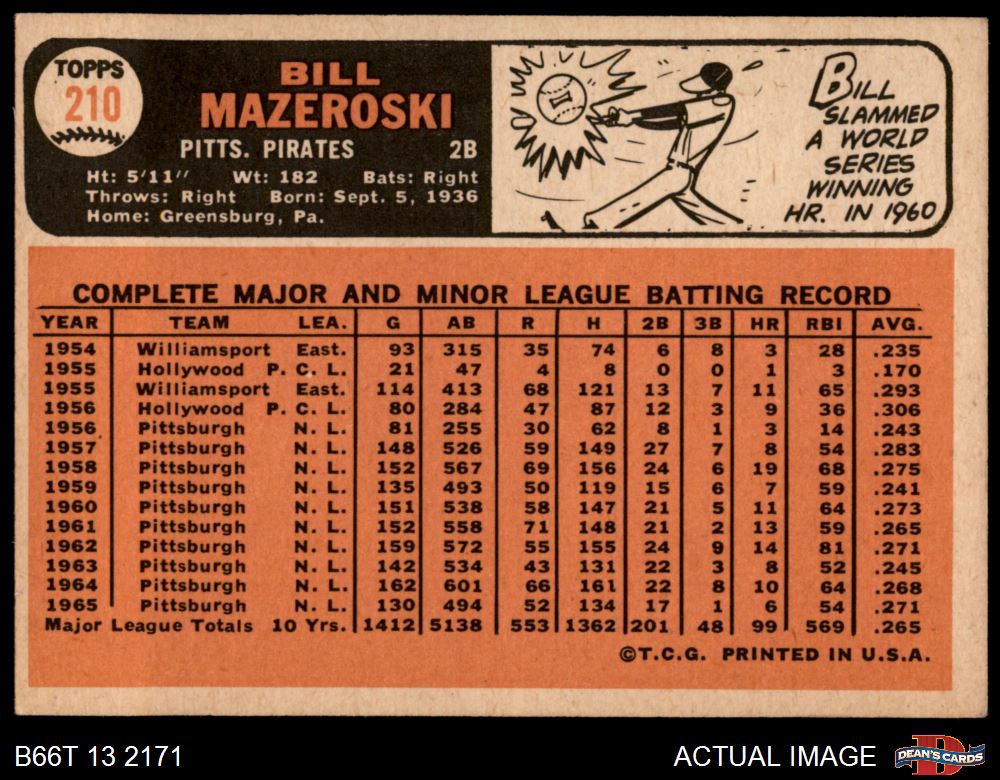 TOPPS
210
BILL
MAZEROSKI
PITTS. PIRATES 2B
Ht: 5'11" Wt: 182 Bats: Right
Throws: Right Born: Sept. 5, 1936
Home: Greensburg, Pa.
BILL
SLAMMED
A WORLD
SERIES
WINNING
HR. IN 1960
COMPLETE MAJOR AND MINOR LEAGUE BATTING RECORD
YEAR TEAM LEA. G AB R H 2B 3B HR RBI AVG.
1954 Williamsport East. 93 315 35 74 6 8 3 28 .235
1955 Hollywood P. C. L. 21 47 4 8 0 0 1 3 .170
1955 Williamsport East. 114 413 68 121 13 7 11 65 .293
1956 Hollywood P. C. L. 80 284 47 87 12 3 9 36 .306
1956 Pittsburgh N. L. 81 255 30 62 8 1 3 14 .243
1957 Pittsburgh N. L. 148 526 59 149 27 7 8 54 .283
1958 Pittsburgh N. L. 152 567 69 156 24 6 19 68 .275
1959 Pittsburgh N. L. 135 493 50 119 15 6 7 59 .241
1960 Pittsburgh N. L. 151 538 58 147 21 5 11 64 .273
1961 Pittsburgh N. L. 152 558 71 148 21 2 13 59 .265
1962 Pittsburgh N. L. 159 572 55 155 24 9 14 81 .271
1963 Pittsburgh N. L. 142 534 43 131 22 3 8 52 .245
1964 Pittsburgh N. L. 162 601 66 161 22 8 10 64 .268
1965 Pittsburgh N. L. 130 494 52 134 17 1 6 54 .271
Major League Totals 10 Yrs. 1412 5138 553 1362 201 48 99 569 .265
©T.C.G. PRINTED IN U.S.A.
B66T 13 2171 ACTUAL IMAGE DEAN'S CARDS